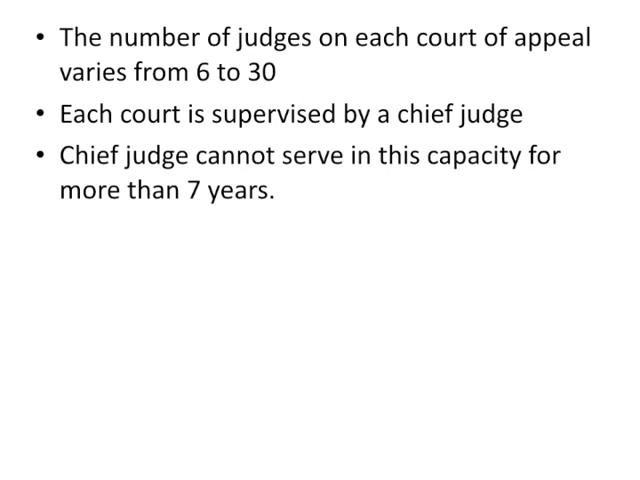 • The number of judges on each court of appeal
varies from 6 to 30
• Each court is supervised by a chief judge
• Chief judge cannot serve in this capacity for
more than 7 years.